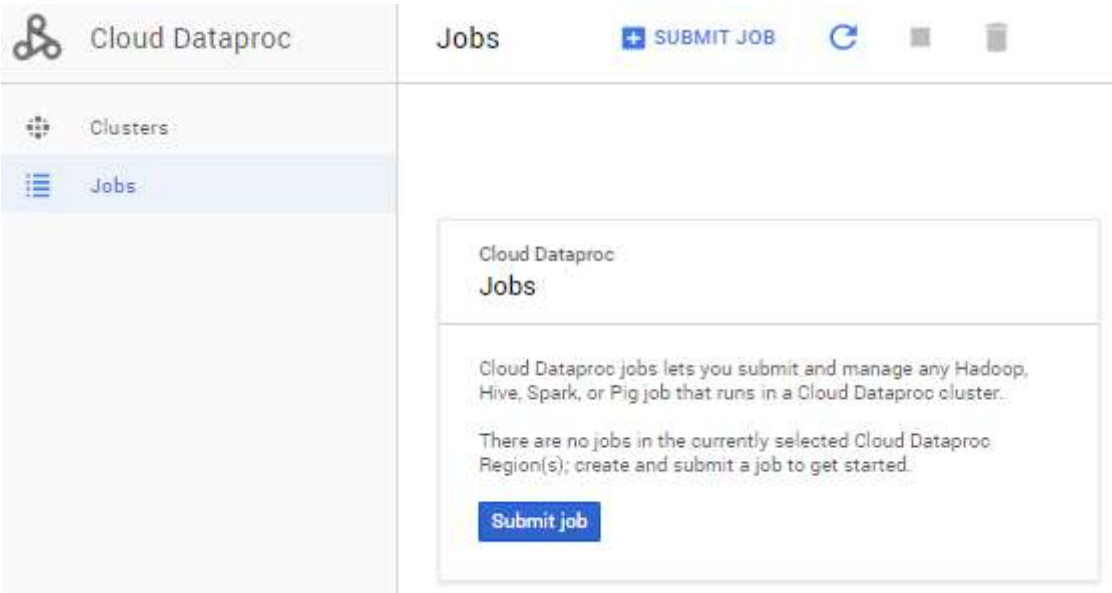 Cloud Dataproc
Jobs
SUBMIT JOB
Clusters
Jobs
Cloud Dataproc
Jobs
Cloud Dataproc jobs lets you submit and manage any Hadoop,
Hive, Spark, or Pig job that runs in a Cloud Dataproc cluster.
There are no jobs in the currently selected Cloud Dataproc
Region(s); create and submit a job to get started.
Submit job